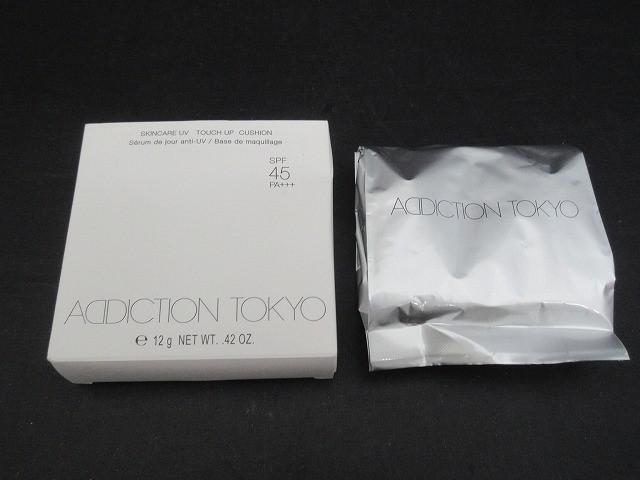 SKINCARE UV TOUCH UP CUSHION
Sérum de jour anti-UV / Base de maquillage
SPF
45
PA+++
ADDICTION TOKYO
℮ 12 g NET WT. .42 OZ.
ADDICTION TOKYO